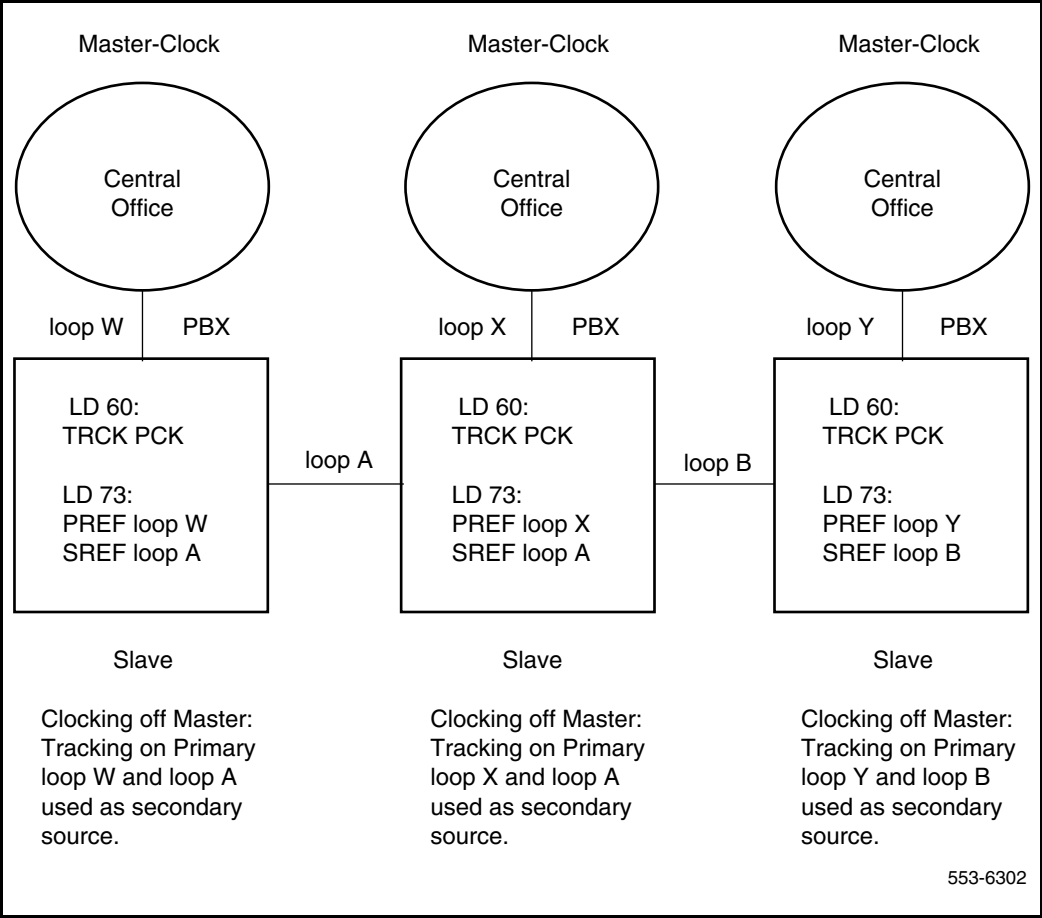 Master-Clock
Master-Clock
Master-Clock
Central
Office
Central
Office
Central
Office
loop W
PBX
loop X
PBX
loop Y
PBX
LD 60:
TRCK PCK
LD 73:
PREF loop W
SREF loop A
loop A
LD 60:
TRCK PCK
LD 73:
PREF loop X
SREF loop A
loop B
LD 60:
TRCK PCK
LD 73:
PREF loop Y
SREF loop B
Slave
Clocking off Master:
Tracking on Primary
loop W and loop A
used as secondary
source.
Slave
Clocking off Master:
Tracking on Primary
loop X and loop A
used as secondary
source.
Slave
Clocking off Master:
Tracking on Primary
loop Y and loop B
used as secondary
source.
553-6302